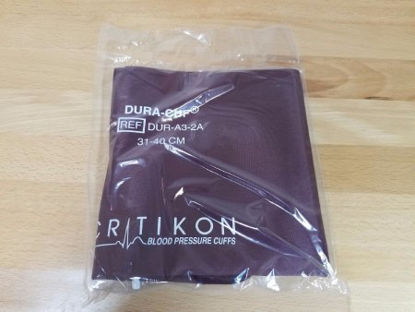 DURA-CUF®
REF DUR-A3-2A
31-40 CM
CRITIKON
BLOOD PRESSURE CUFFS